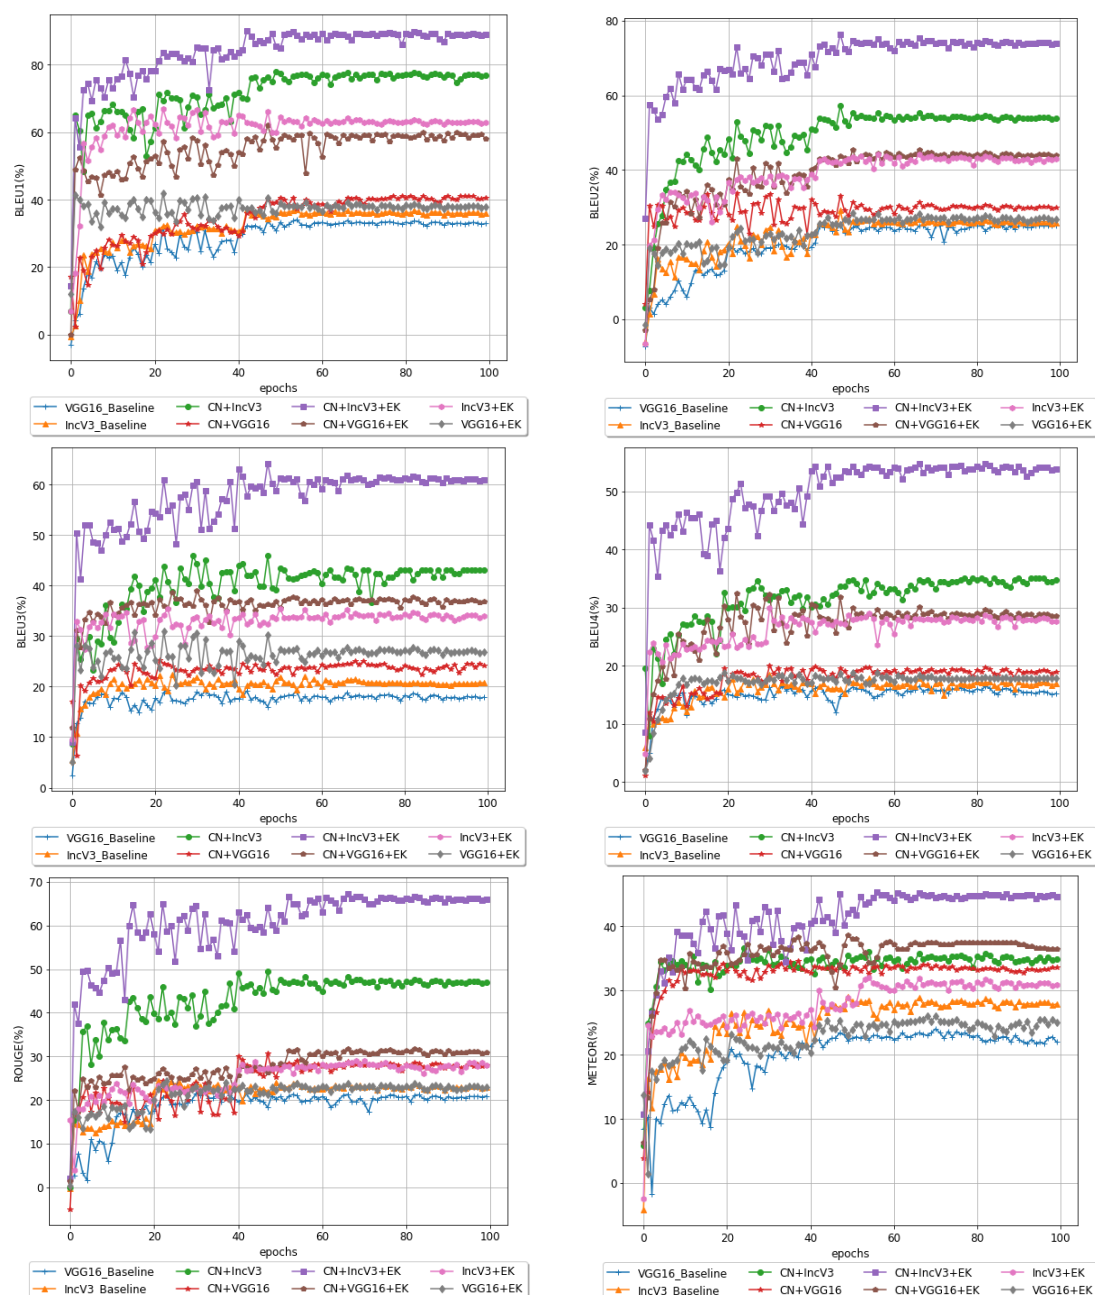 80
60
40
20
0
BLEU1(%)
0 20 40 60 80 100
epochs
VGG16_Baseline CN+IncV3 CN+IncV3+EK IncV3+EK
IncV3_Baseline CN+VGG16 CN+VGG16+EK VGG16+EK
80
60
40
20
0
BLEU2(%)
0 20 40 60 80 100
epochs
VGG16_Baseline CN+IncV3 CN+IncV3+EK IncV3+EK
IncV3_Baseline CN+VGG16 CN+VGG16+EK VGG16+EK
60
50
40
30
20
10
0
BLEU3(%)
0 20 40 60 80 100
epochs
VGG16_Baseline CN+IncV3 CN+IncV3+EK IncV3+EK
IncV3_Baseline CN+VGG16 CN+VGG16+EK VGG16+EK
50
40
30
20
10
0
BLEU4(%)
0 20 40 60 80 100
epochs
VGG16_Baseline CN+IncV3 CN+IncV3+EK IncV3+EK
IncV3_Baseline CN+VGG16 CN+VGG16+EK VGG16+EK
70
60
50
40
30
20
10
0
ROUGE(%)
0 20 40 60 80 100
epochs
VGG16_Baseline CN+IncV3 CN+IncV3+EK IncV3+EK
IncV3_Baseline CN+VGG16 CN+VGG16+EK VGG16+EK
40
30
20
10
0
METEOR(%)
0 20 40 60 80 100
epochs
VGG16_Baseline CN+IncV3 CN+IncV3+EK IncV3+EK
IncV3_Baseline CN+VGG16 CN+VGG16+EK VGG16+EK